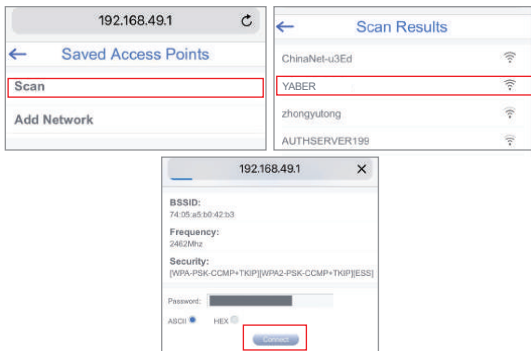 192.168.49.1
Saved Access Points
Scan
Add Network
Scan Results
ChinaNet-u3Ed
YABER
zhongyutong
AUTHSERVER199
192.168.49.1
BSSID:
74:05:a5:b0:42:b3
Frequency:
2462Mhz
Security:
[WPA-PSK-CCMP+TKIP][WPA2-PSK-CCMP+TKIP][ESS]
Password:
ASCII HEX
Connect